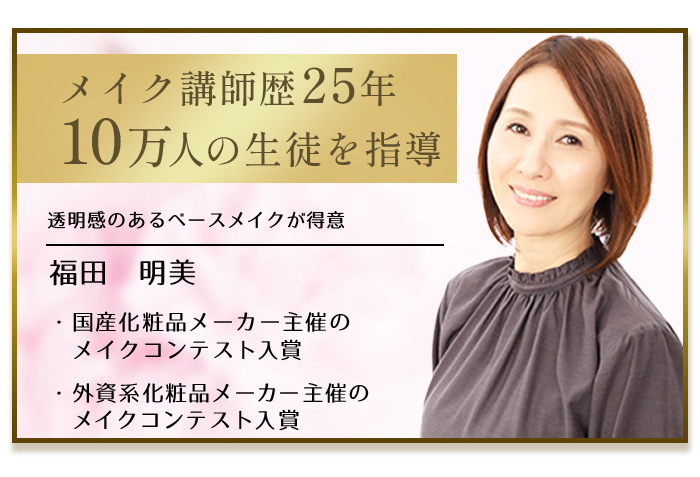 メイク講師歴25年
10万人の生徒を指導
透明感のあるベースメイクが得意
福田　明美
・国産化粧品メーカー主催の
メイクコンテスト入賞
・外資系化粧品メーカー主催の
メイクコンテスト入賞